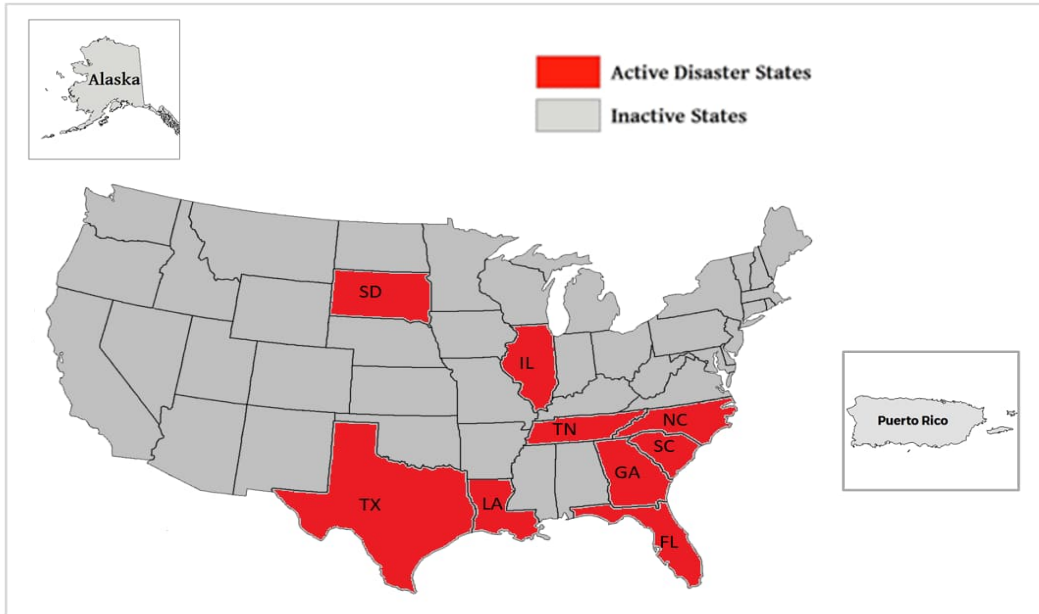 Alaska
Active Disaster States
Inactive States
SD
IL
TN
NC
SC
GA
TX
LA
FL
Puerto Rico